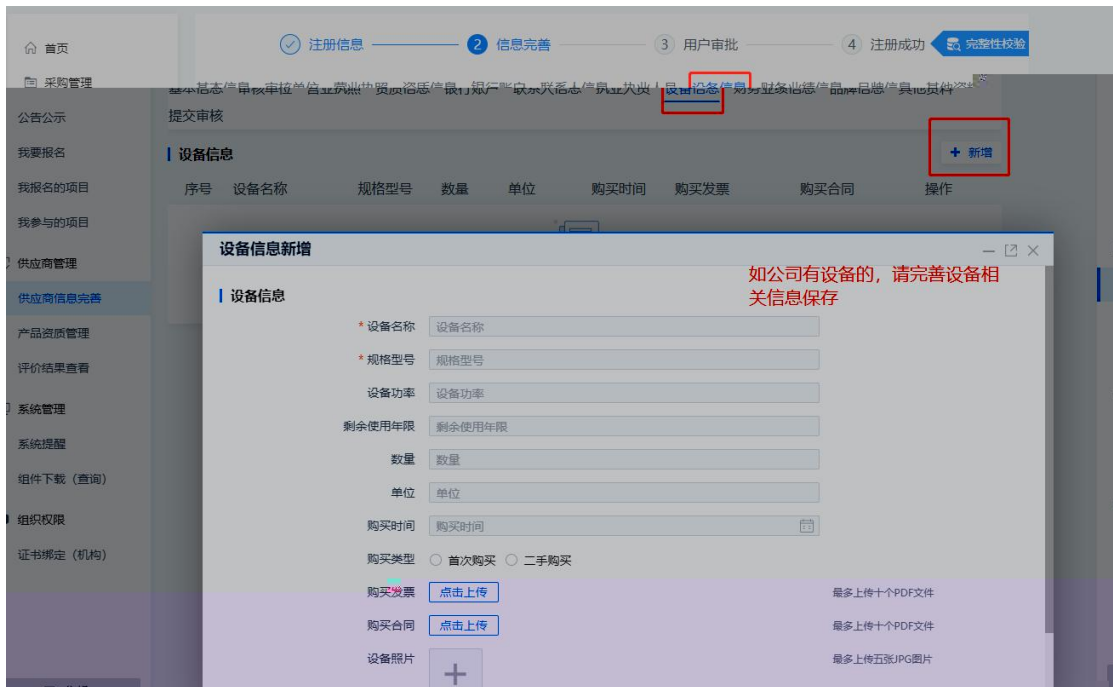 首页
注册信息
2 信息完善
3 用户审批
4 注册成功
完整性校验
采购管理
设备信息
提交审核
公告公示
我要报名
我报名的项目
我参与的项目
供应商管理
供应商信息完善
产品资质管理
评价结果查看
系统管理
系统提醒
组件下载（查询）
组织权限
证书绑定（机构）
设备信息
+ 新增
序号 设备名称 规格型号 数量 单位 购买时间 购买发票 购买合同 操作
设备信息新增
如公司有设备的，请完善设备相
关信息保存
设备信息
* 设备名称 设备名称
* 规格型号 规格型号
设备功率 设备功率
剩余使用年限 剩余使用年限
数量 数量
单位 单位
购买时间 购买时间
购买类型 首次购买 二手购买
购买发票 点击上传 最多上传十个PDF文件
购买合同 点击上传 最多上传十个PDF文件
设备照片 最多上传五张JPG图片